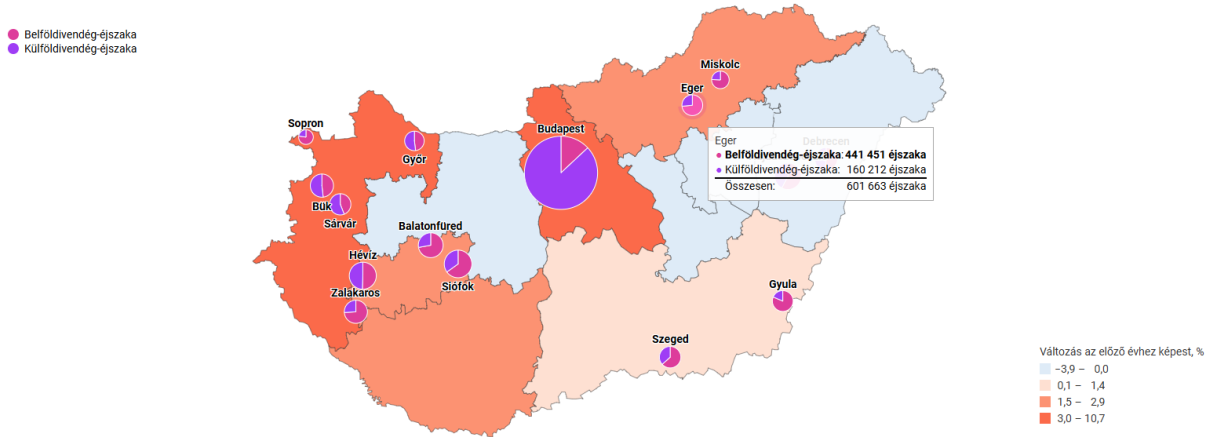 Belföldivendég-éjszaka
Külföldivendég-éjszaka
Miskolc
Eger
Sopron
Budapest
Győr
Eger
Debrecen
Belföldivendég-éjszaka: 441 451 éjszaka
Külföldivendég-éjszaka: 160 212 éjszaka
Összesen: 601 663 éjszaka
Bük
Sárvár
Balatonfüred
Hévíz
Siófok
Zalakaros
Gyula
Szeged
Változás az előző évhez képest, %
−3,9 – 0,0
0,1 – 1,4
1,5 – 2,9
3,0 – 10,7